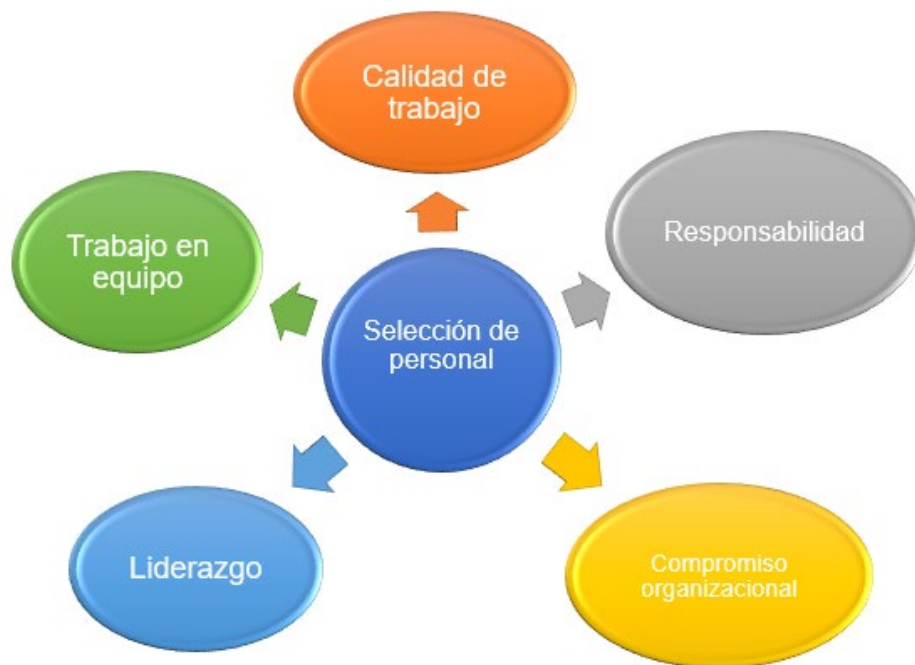 Calidad de
trabajo
Responsabilidad
Trabajo en
equipo
Selección de
personal
Liderazgo
Compromiso
organizacional